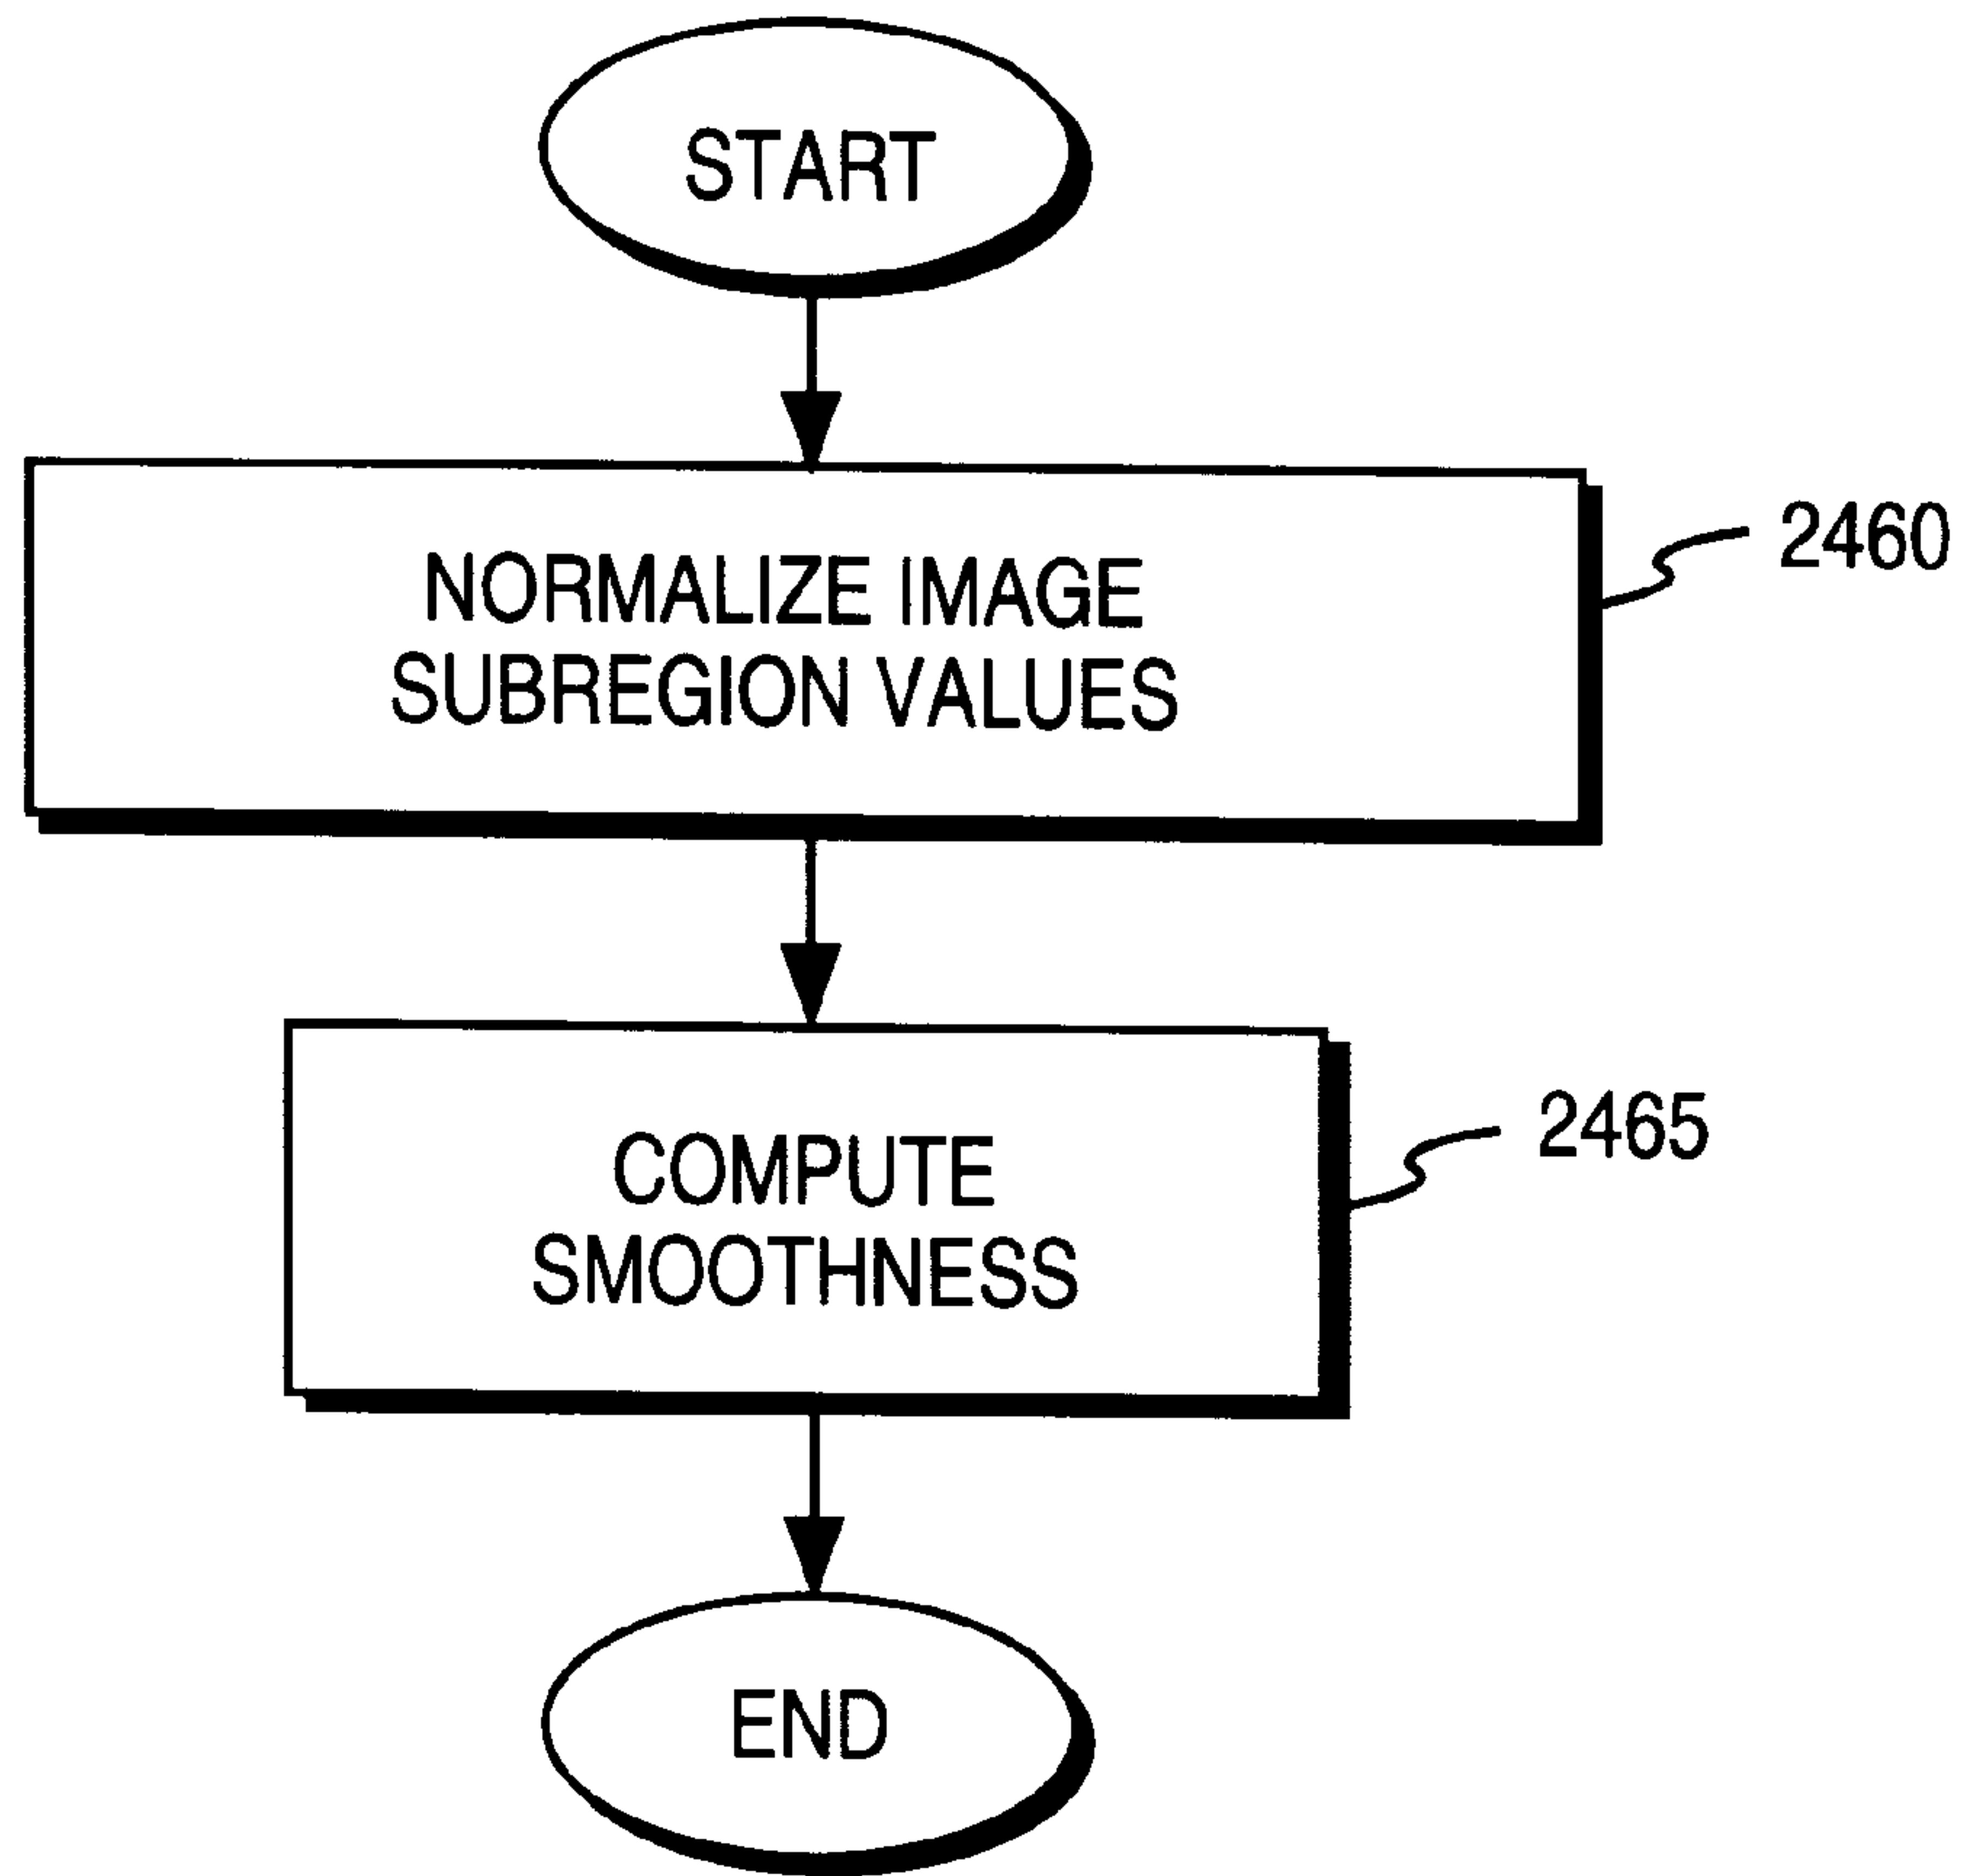 START
NORMALIZE IMAGE
SUBREGION VALUES
2460
COMPUTE
SMOOTHNESS
2465
END